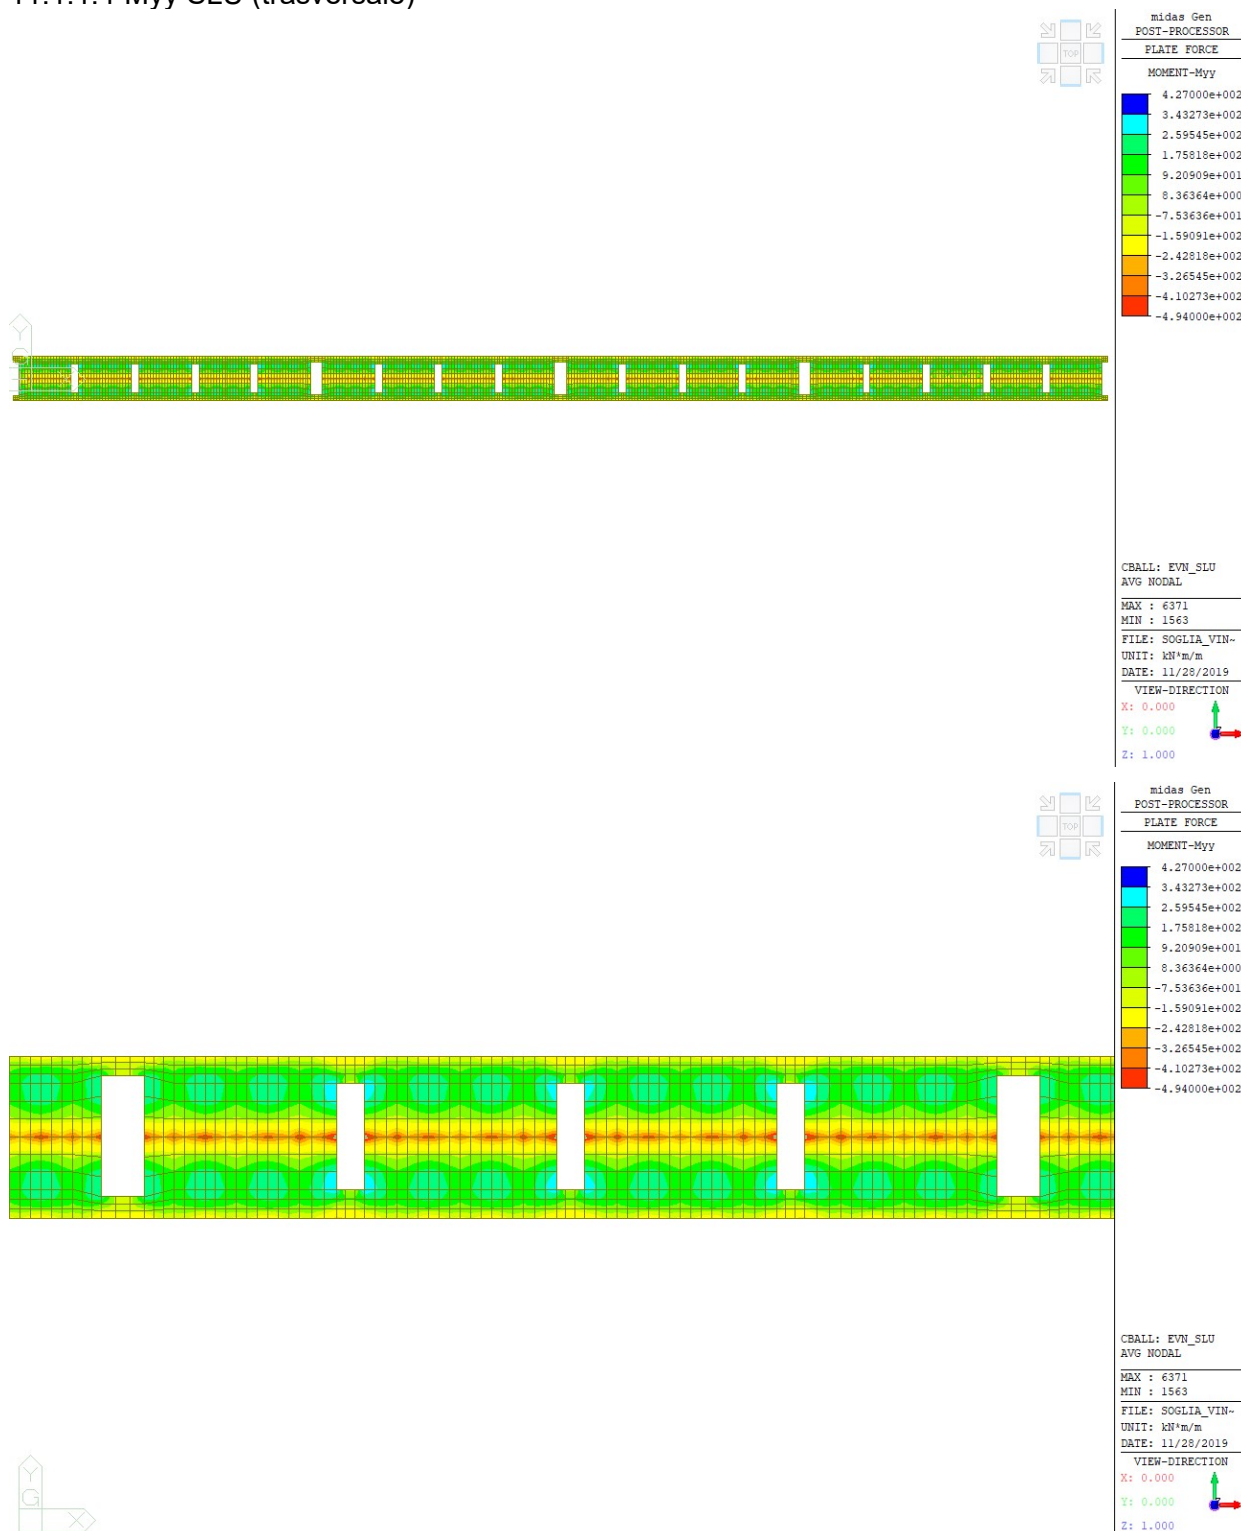 11.1.1.1 Myy SLU (trasversale)
midas Gen
POST-PROCESSOR
PLATE FORCE
MOMENT-Myy
4.27000e+002
3.43273e+002
2.59545e+002
1.75818e+002
9.20909e+001
8.36364e+000
-7.53636e+001
-1.59091e+002
-2.42818e+002
-3.26545e+002
-4.10273e+002
-4.94000e+002
TOP
CBALL: EVN_SLU
AVG NODAL
MAX : 6371
MIN : 1563
FILE: SOGLIA_VIN~
UNIT: kN*m/m
DATE: 11/28/2019
VIEW-DIRECTION
X: 0.000
Y: 0.000
Z: 1.000
midas Gen
POST-PROCESSOR
PLATE FORCE
MOMENT-Myy
4.27000e+002
3.43273e+002
2.59545e+002
1.75818e+002
9.20909e+001
8.36364e+000
-7.53636e+001
-1.59091e+002
-2.42818e+002
-3.26545e+002
-4.10273e+002
-4.94000e+002
TOP
CBALL: EVN_SLU
AVG NODAL
MAX : 6371
MIN : 1563
FILE: SOGLIA_VIN~
UNIT: kN*m/m
DATE: 11/28/2019
VIEW-DIRECTION
X: 0.000
Y: 0.000
Z: 1.000
Y
G
X